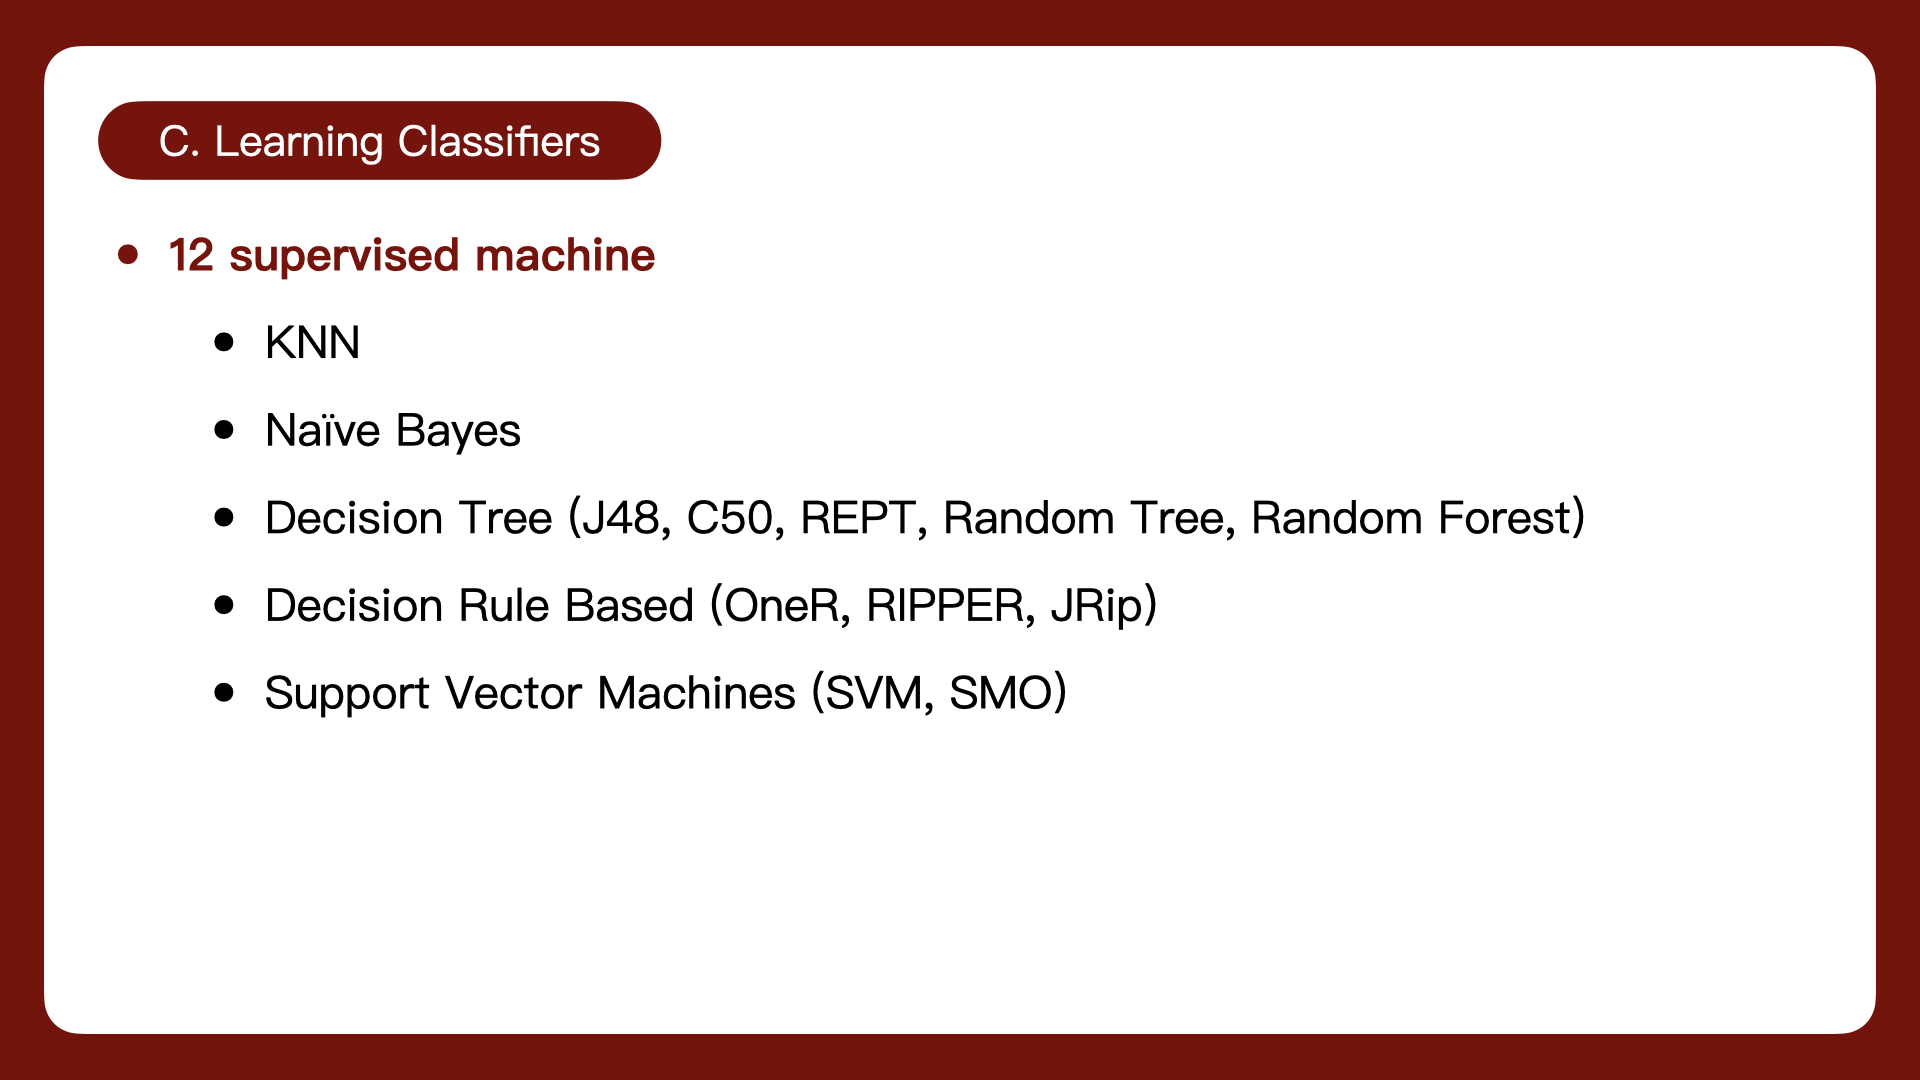 C. Learning Classifiers
• 12 supervised machine
• KNN
• Naïve Bayes
• Decision Tree (J48, C50, REPT, Random Tree, Random Forest)
• Decision Rule Based (OneR, RIPPER, JRip)
• Support Vector Machines (SVM, SMO)